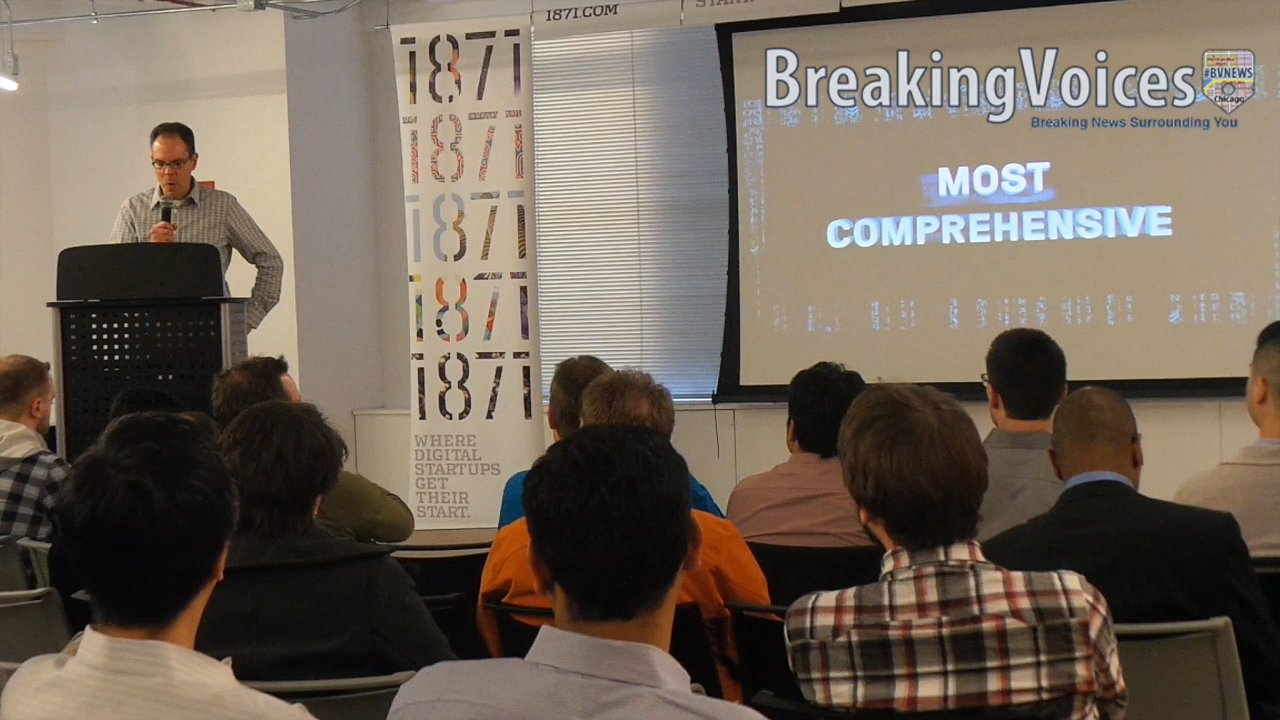 1871.COM
START.
1871
1871
1871
1871
1871
WHERE
DIGITAL
STARTUPS
GET
THEIR
START.
BreakingVoices
#BVNEWS
Chicago
Breaking News Surrounding You
MOST
COMPREHENSIVE